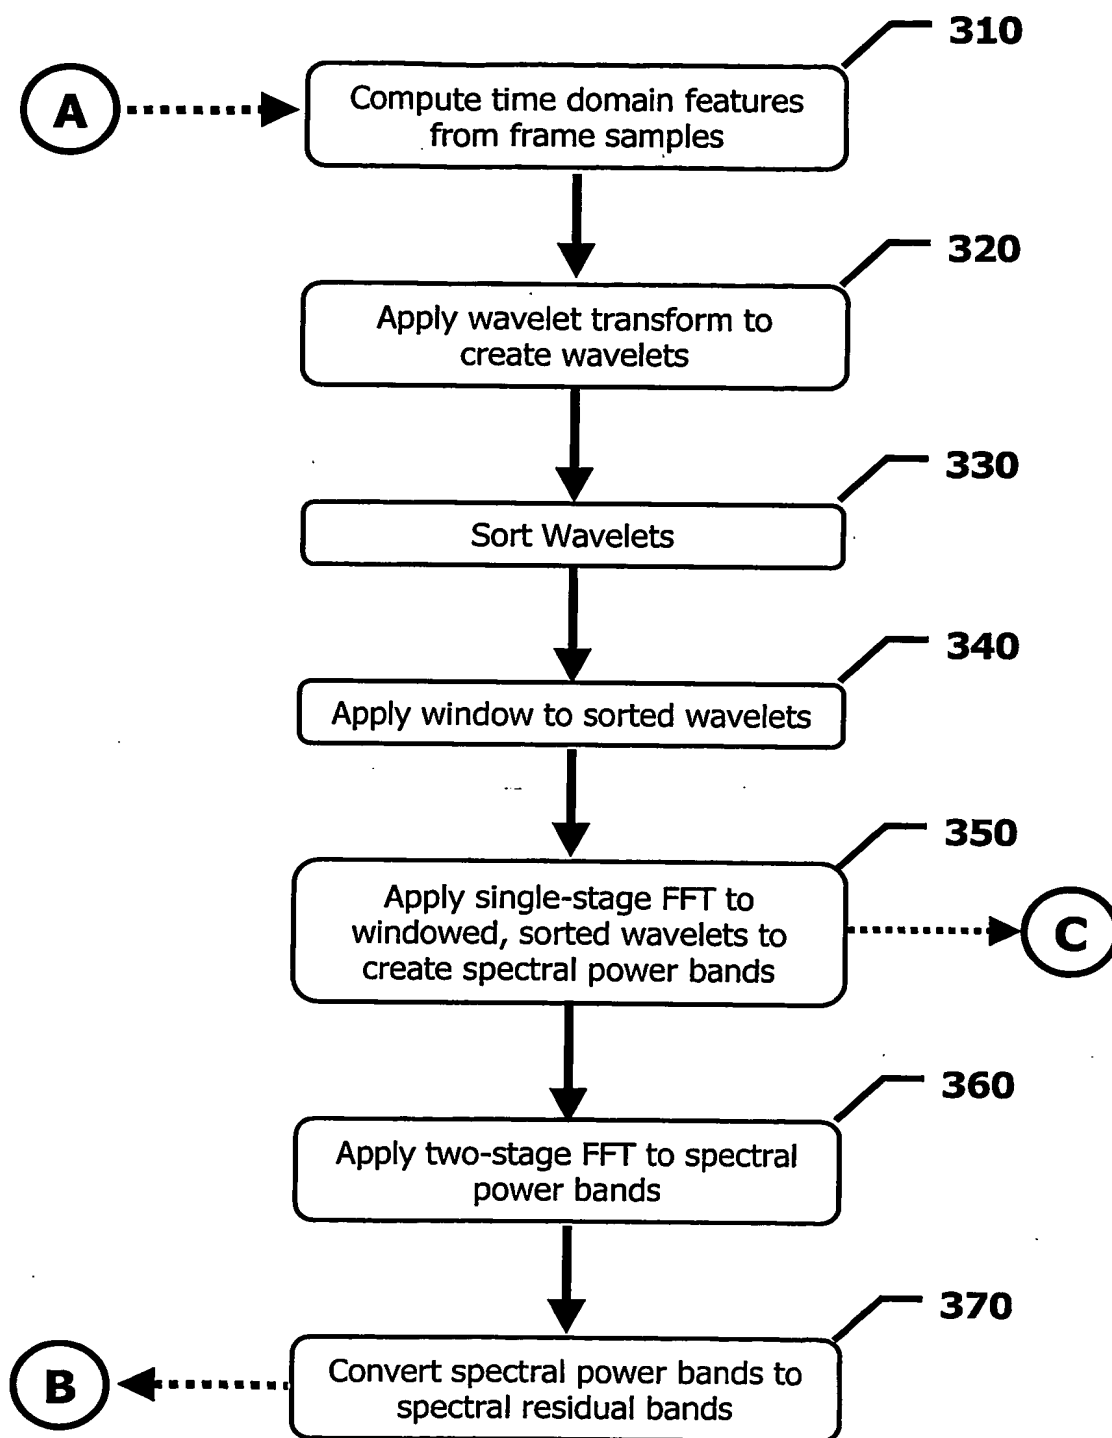 310
A
Compute time domain features
from frame samples
320
Apply wavelet transform to
create wavelets
330
Sort Wavelets
340
Apply window to sorted wavelets
350
Apply single-stage FFT to
windowed, sorted wavelets to
create spectral power bands
C
360
Apply two-stage FFT to spectral
power bands
370
B
Convert spectral power bands to
spectral residual bands